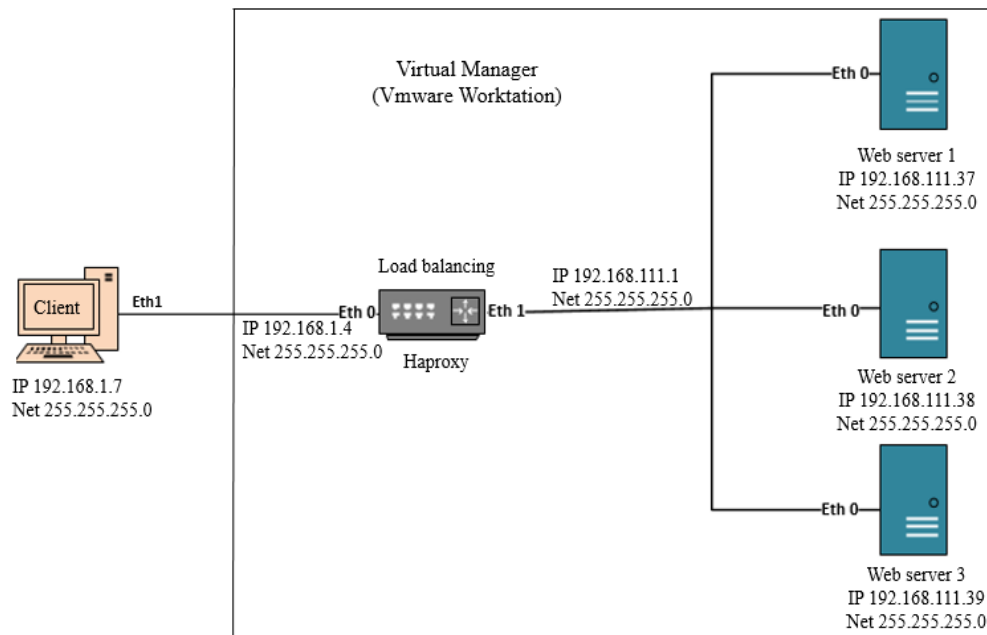 Virtual Manager
(Vmware Worktation)
Client
Eth1
IP 192.168.1.7
Net 255.255.255.0
Load balancing
Eth 0
Eth 1
IP 192.168.1.4
Net 255.255.255.0
Haproxy
IP 192.168.111.1
Net 255.255.255.0
Eth 0
Web server 1
IP 192.168.111.37
Net 255.255.255.0
Eth 0
Web server 2
IP 192.168.111.38
Net 255.255.255.0
Eth 0
Web server 3
IP 192.168.111.39
Net 255.255.255.0